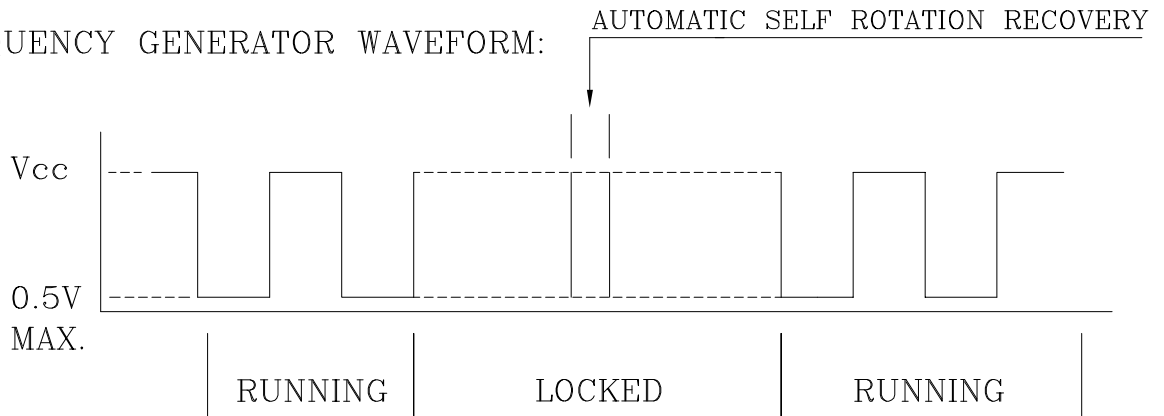 AUTOMATIC SELF ROTATION RECOVERY
UENCY GENERATOR WAVEFORM:
Vcc
0.5V
MAX.
RUNNING
LOCKED
RUNNING